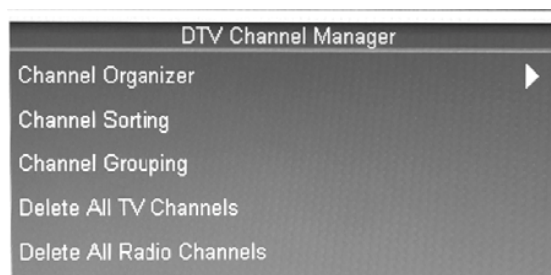 DTV Channel Manager
Channel Organizer
Channel Sorting
Channel Grouping
Delete All TV Channels
Delete All Radio Channels